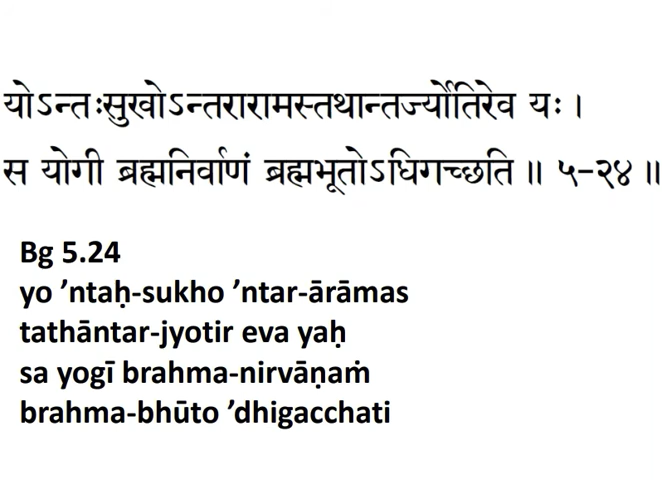 योऽन्तःसुखोऽन्तरारामस्तथान्तर्ज्योतिरेव यः ।
स योगी ब्रह्मनिर्वाणं ब्रह्मभूतोऽधिगच्छति ॥ ५-२४ ॥
Bg 5.24
yo ’ntaḥ-sukho ’ntar-ārāmas
tathāntar-jyotir eva yaḥ
sa yogī brahma-nirvāṇaṁ
brahma-bhūto ’dhigacchati